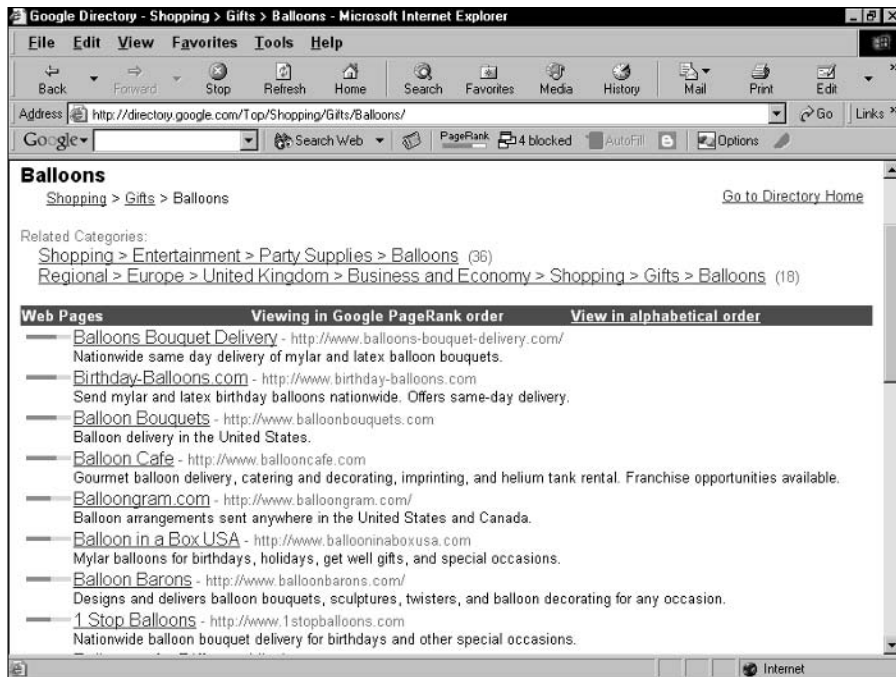 Google Directory - Shopping > Gifts > Balloons - Microsoft Internet Explorer
File Edit View Favorites Tools Help
Back Forward Stop Refresh Home Search Favorites Media History Mail Print Edit
Address http://directory.google.com/Top/Shopping/Gifts/Balloons/ Go Links
Google Search Web PageRank 4 blocked AutoFill Options
Balloons
Shopping > Gifts > Balloons Go to Directory Home
Related Categories:
Shopping > Entertainment > Party Supplies > Balloons (36)
Regional > Europe > United Kingdom > Business and Economy > Shopping > Gifts > Balloons (18)
Web Pages Viewing in Google PageRank order View in alphabetical order
Balloons Bouquet Delivery - http://www.balloons-bouquet-delivery.com/
Nationwide same day delivery of mylar and latex balloon bouquets.
Birthday-Balloons.com - http://www.birthday-balloons.com
Send mylar and latex birthday balloons nationwide. Offers same-day delivery.
Balloon Bouquets - http://www.balloonbouquets.com
Balloon delivery in the United States.
Balloon Cafe - http://www.ballooncafe.com
Gourmet balloon delivery, catering and decorating, imprinting, and helium tank rental. Franchise opportunities available.
Balloongram.com - http://www.balloongram.com/
Balloon arrangements sent anywhere in the United States and Canada.
Balloon in a Box USA - http://www.ballooninaboxusa.com
Mylar balloons for birthdays, holidays, get well gifts, and special occasions.
Balloon Barons - http://www.balloonbarons.com/
Designs and delivers balloon bouquets, sculptures, twisters, and balloon decorating for any occasion.
1 Stop Balloons - http://www.1stopballoons.com
Nationwide balloon bouquet delivery for birthdays and other special occasions.
Internet